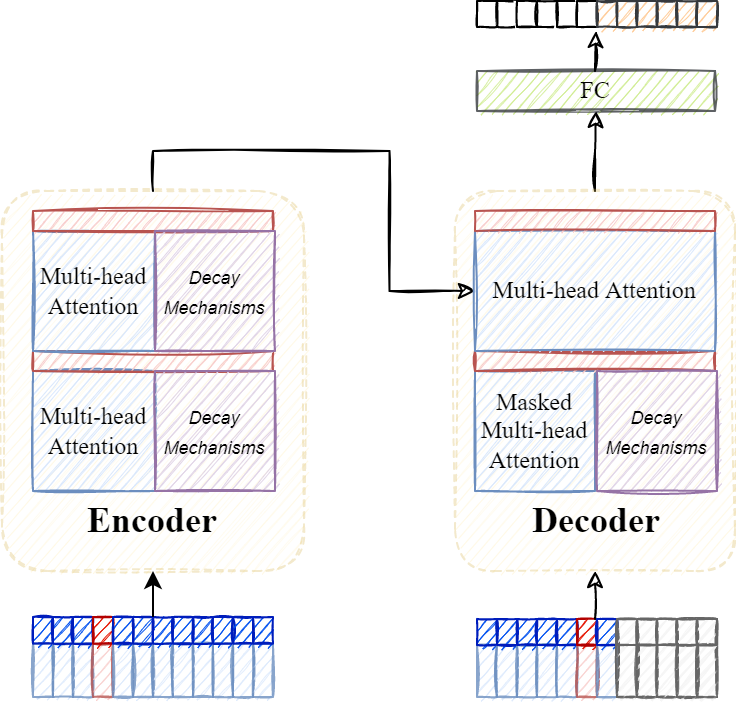 FC
Multi-head
Attention
Decay
Mechanisms
Multi-head
Attention
Decay
Mechanisms
Encoder
Multi-head Attention
Masked
Multi-head
Attention
Decay
Mechanisms
Decoder